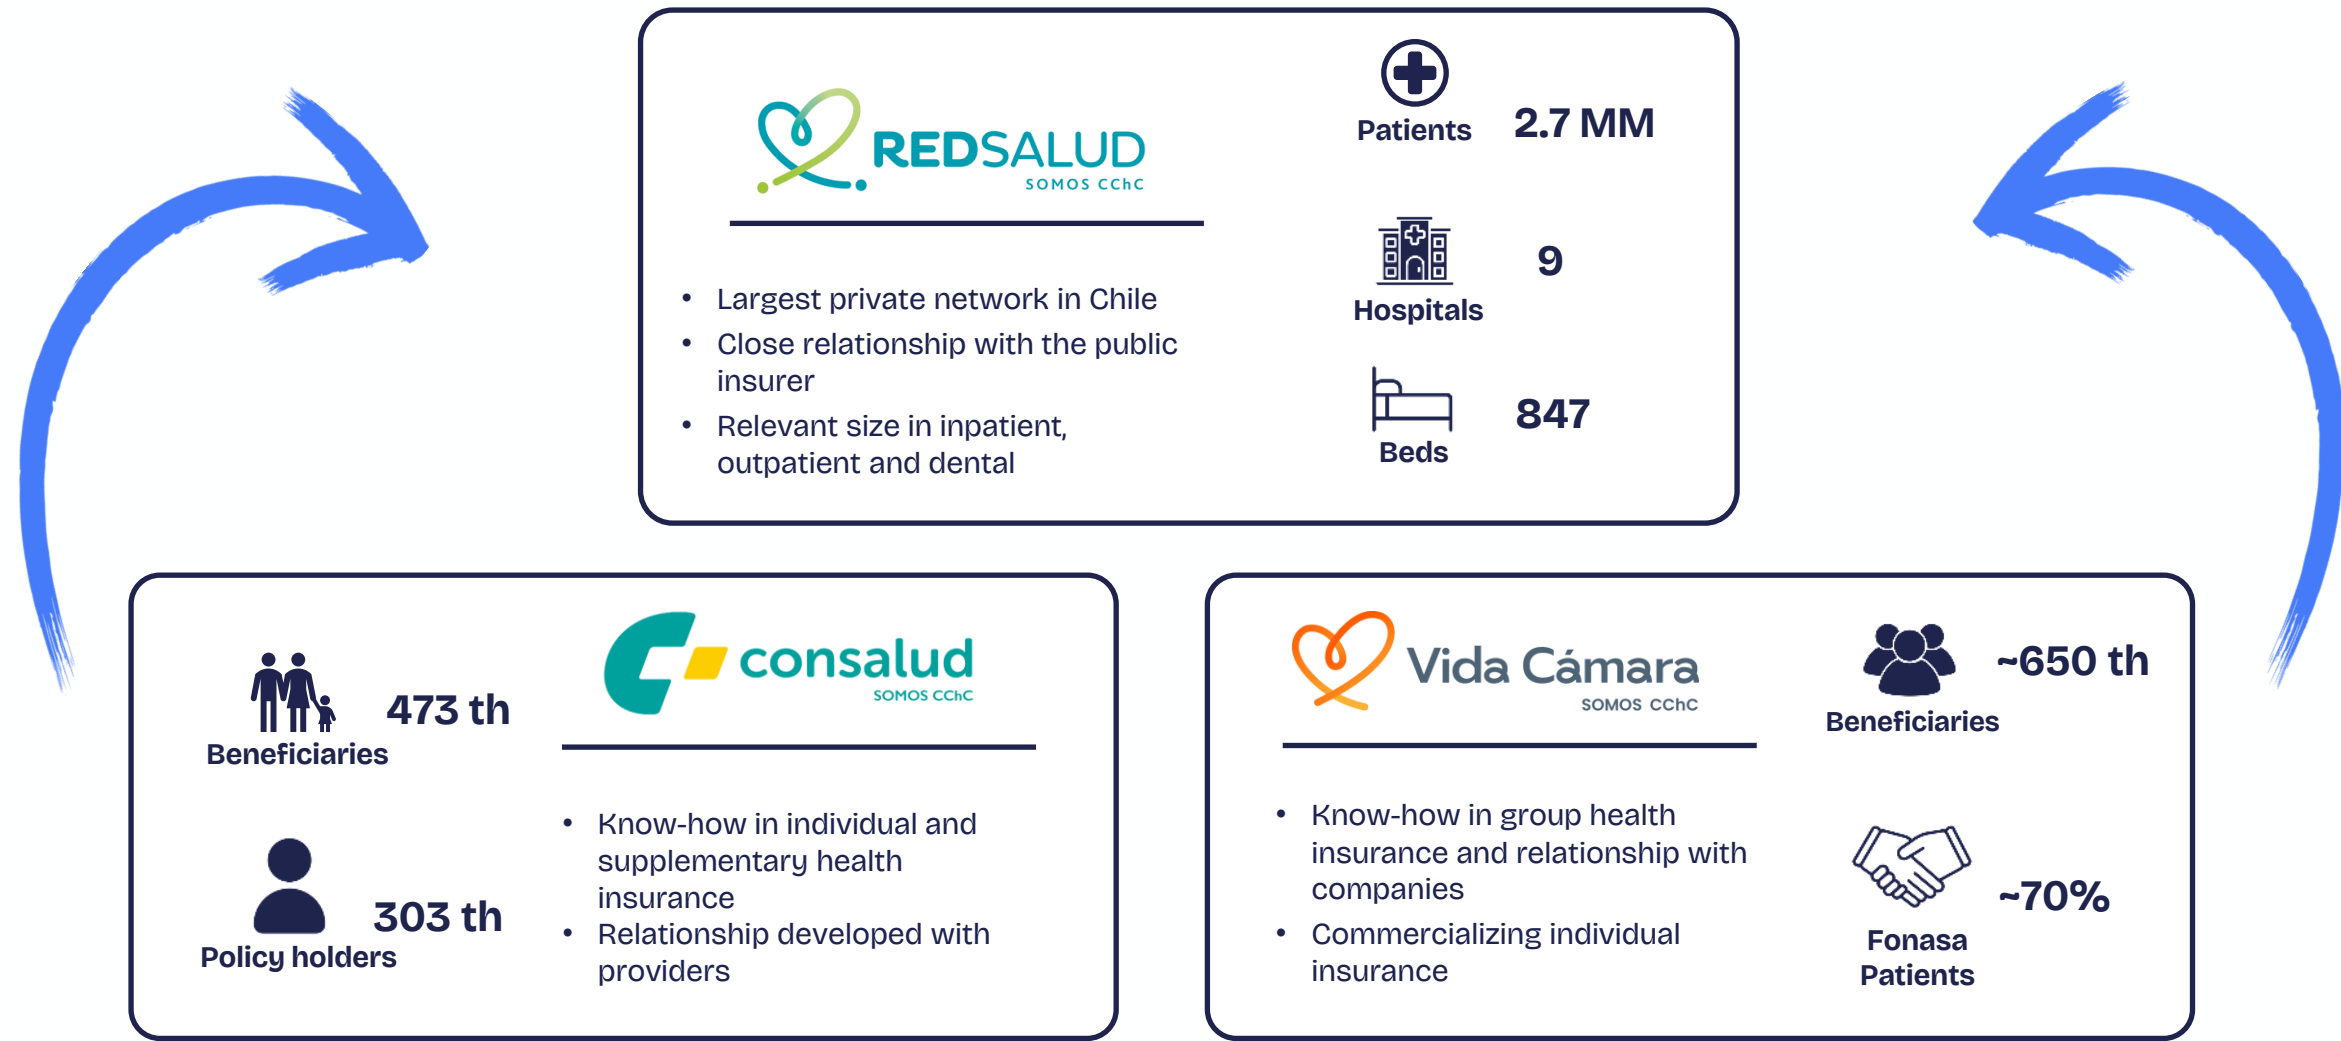 REDSALUD
SOMOS CChC
• Largest private network in Chile
• Close relationship with the public
insurer
• Relevant size in inpatient,
outpatient and dental
Patients 2.7 MM
Hospitals 9
Beds 847
Beneficiaries 473 th
Policy holders 303 th
consalud
SOMOS CChC
• Know-how in individual and
supplementary health
insurance
• Relationship developed with
providers
Vida Cámara
SOMOS CChC
• Know-how in group health
insurance and relationship with
companies
• Commercializing individual
insurance
Beneficiaries ~650 th
Fonasa
Patients ~70%